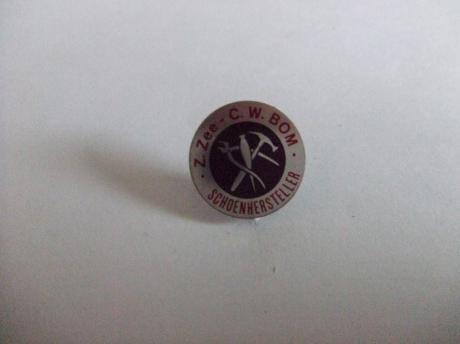 Z.Zee - C. W. BOM
SCHOENHERSTELLER